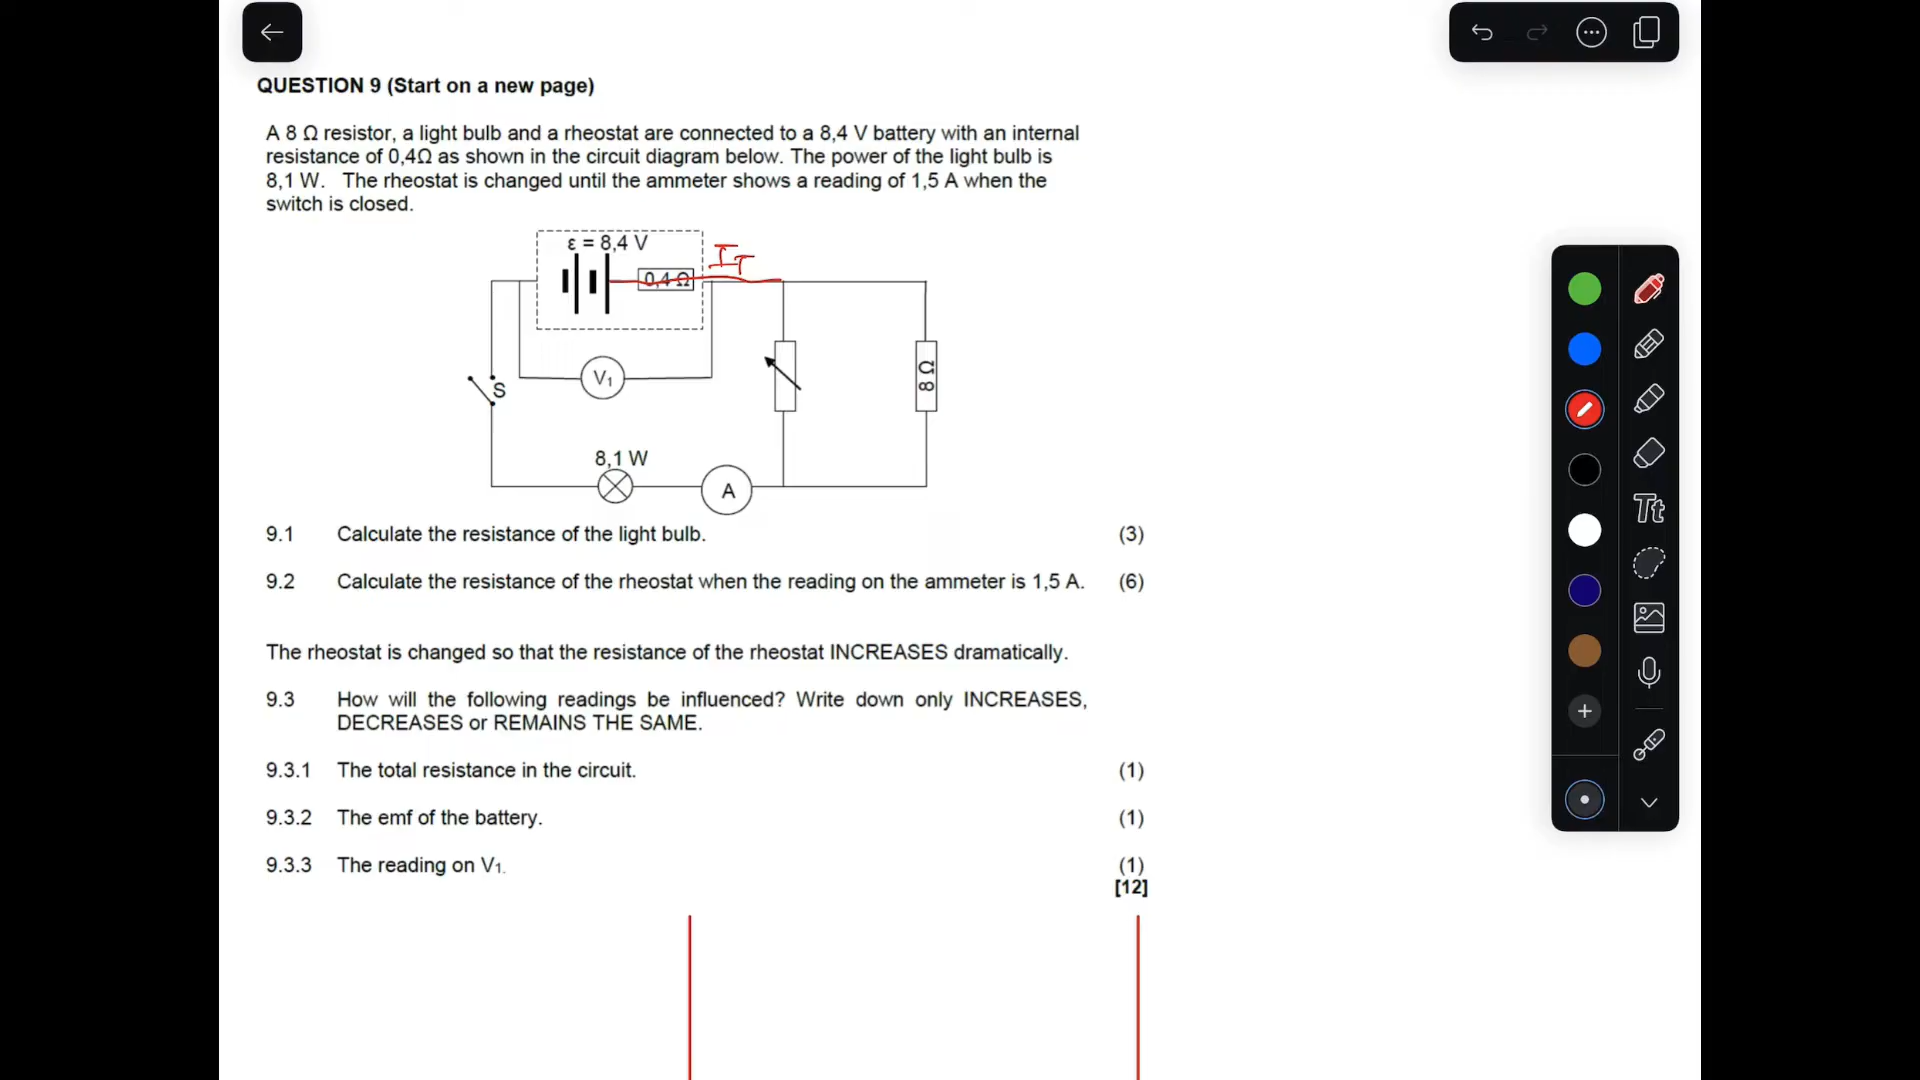 QUESTION 9 (Start on a new page)
A 8 Ω resistor, a light bulb and a rheostat are connected to a 8,4 V battery with an internal
resistance of 0,4Ω as shown in the circuit diagram below. The power of the light bulb is
8,1 W. The rheostat is changed until the ammeter shows a reading of 1,5 A when the
switch is closed.
ε = 8,4 V
I_T
0,4 Ω
V₁
S
8 Ω
8,1 W
A
9.1 Calculate the resistance of the light bulb. (3)
9.2 Calculate the resistance of the rheostat when the reading on the ammeter is 1,5 A. (6)
The rheostat is changed so that the resistance of the rheostat INCREASES dramatically.
9.3 How will the following readings be influenced? Write down only INCREASES,
DECREASES or REMAINS THE SAME.
9.3.1 The total resistance in the circuit. (1)
9.3.2 The emf of the battery. (1)
9.3.3 The reading on V₁. (1)
[12]
Tt